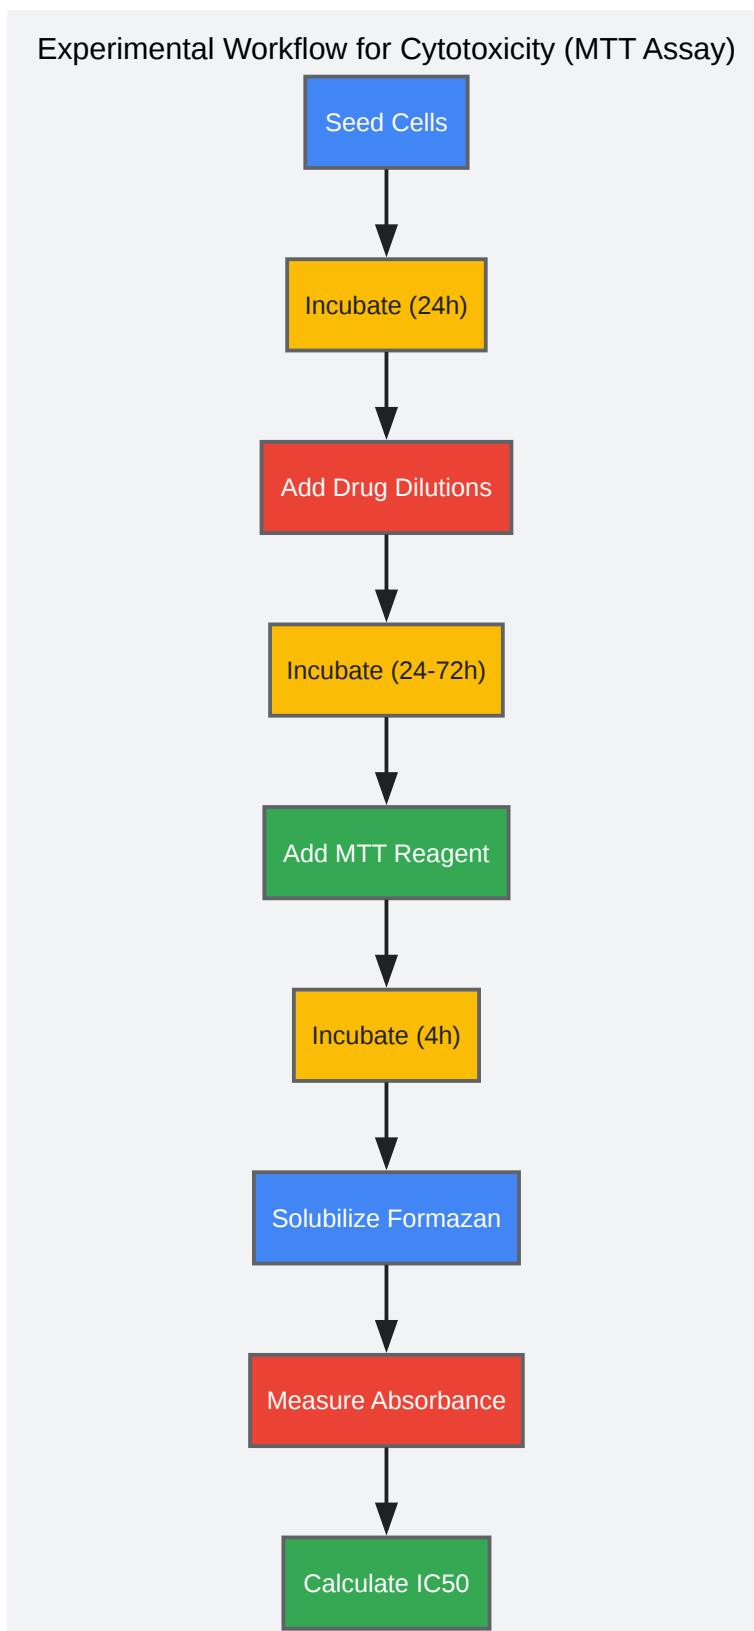 Experimental Workflow for Cytotoxicity (MTT Assay)
Seed Cells
Incubate (24h)
Add Drug Dilutions
Incubate (24-72h)
Add MTT Reagent
Incubate (4h)
Solubilize Formazan
Measure Absorbance
Calculate IC50